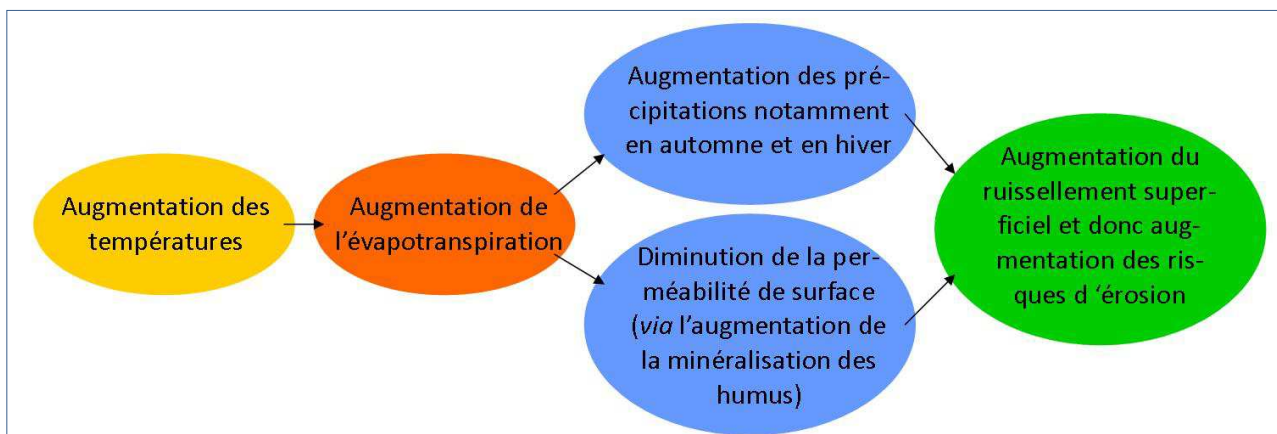 Augmentation des
températures
Augmentation de
l’évapotranspiration
Augmentation des pré-
cipitations notamment
en automne et en hiver
Diminution de la per-
méabilité de surface
(via l’augmentation de
la minéralisation des
humus)
Augmentation du
ruissellement super-
ficiel et donc aug-
mentation des ris-
ques d ‘érosion